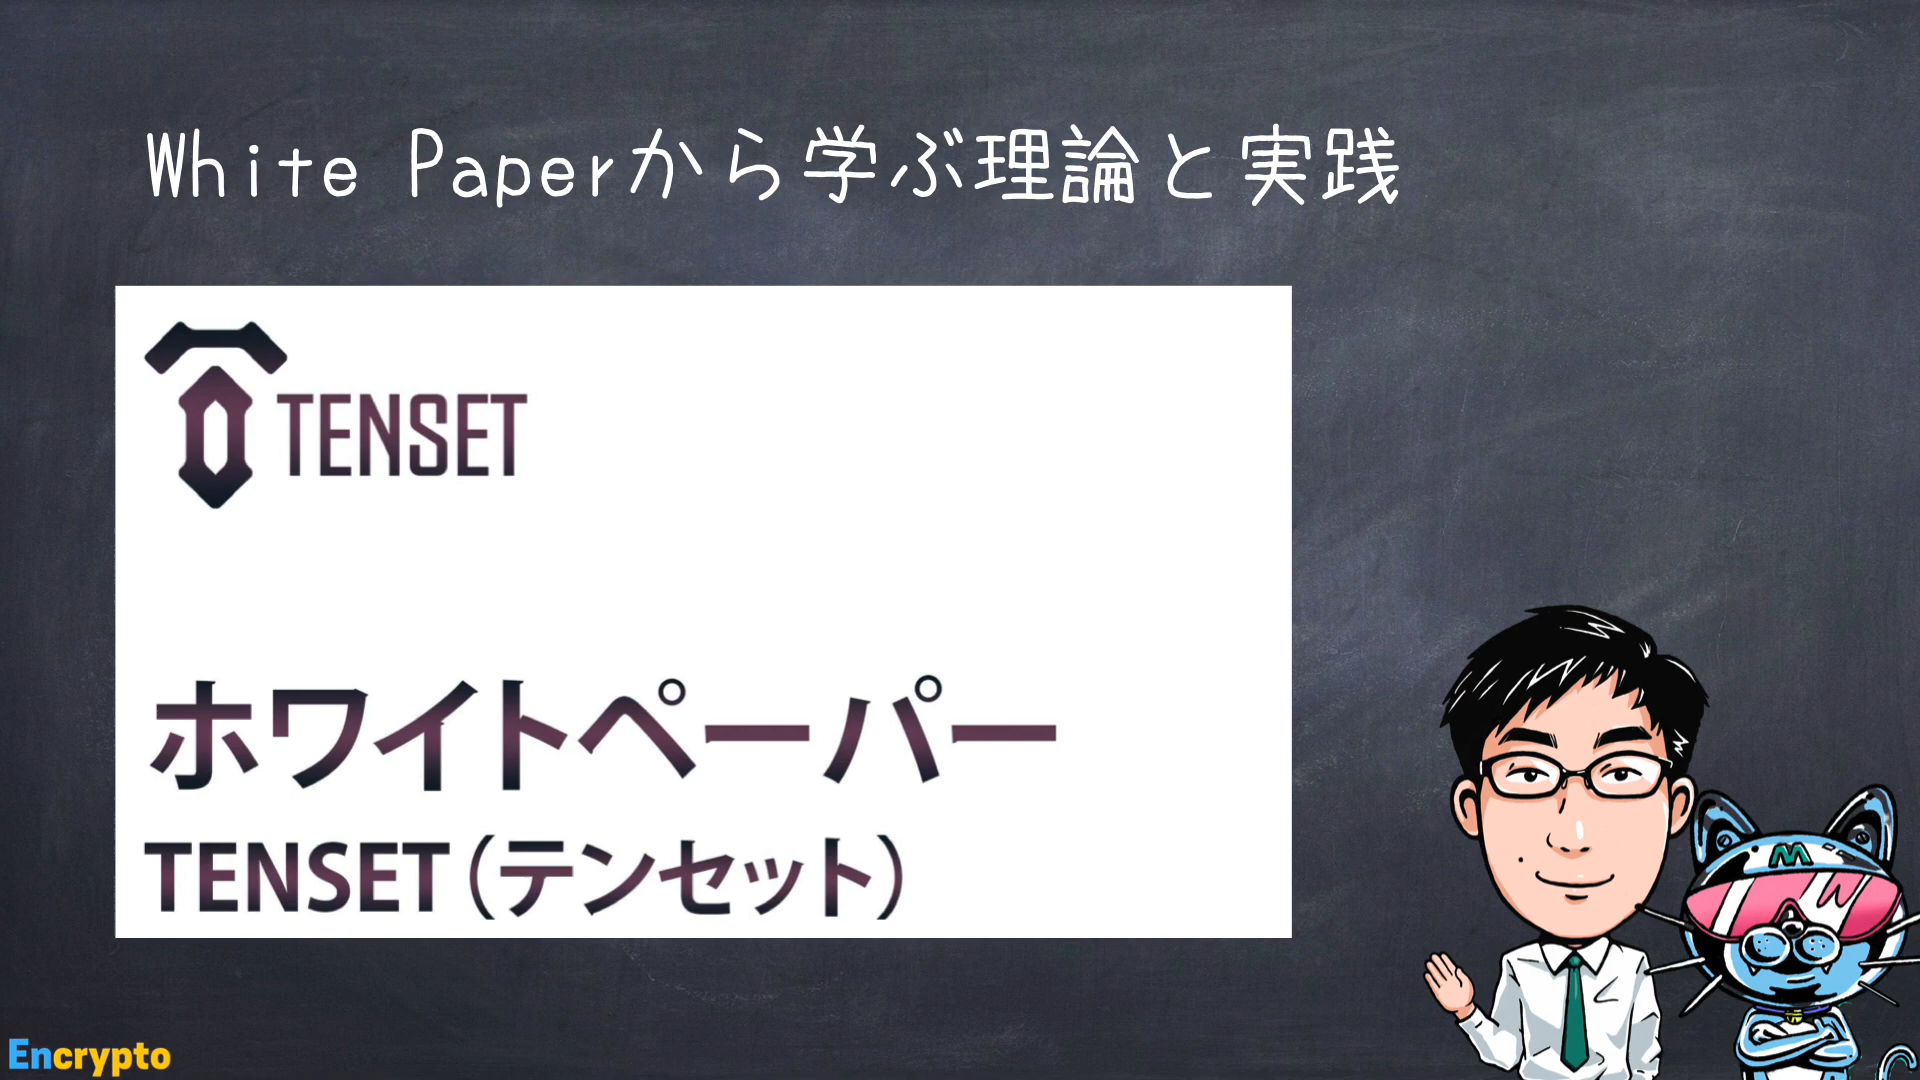 White Paperから学ぶ理論と実践
TENSET
ホワイトペーパー
TENSET（テンセット）
M
W
Encrypto